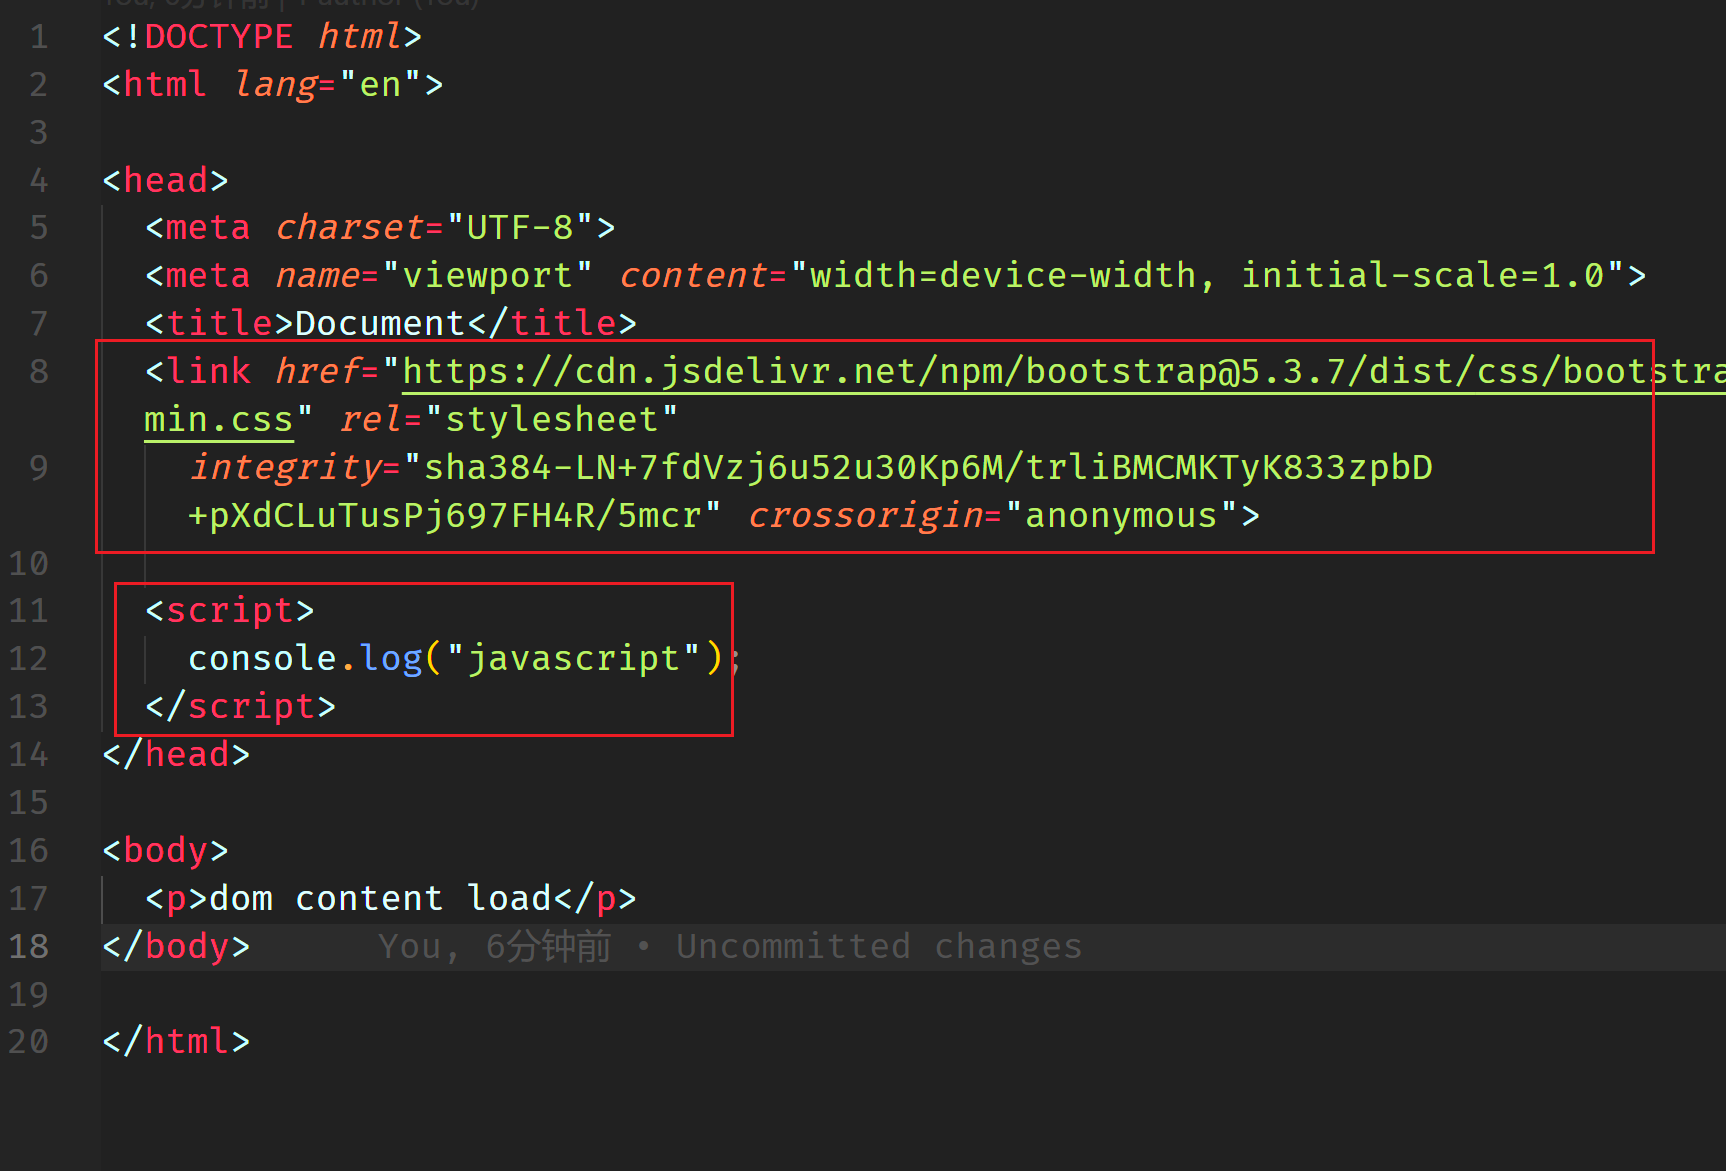 1 <!DOCTYPE html>
2 <html lang="en">
3
4 <head>
5 <meta charset="UTF-8">
6 <meta name="viewport" content="width=device-width, initial-scale=1.0">
7 <title>Document</title>
8 <link href="https://cdn.jsdelivr.net/npm/bootstrap@5.3.7/dist/css/bootstra
min.css" rel="stylesheet"
9 integrity="sha384-LN+7fdVzj6u52u30Kp6M/trliBMCMKTyK833zpbD
+pXdCLuTusPj697FH4R/5mcr" crossorigin="anonymous">
10
11 <script>
12 console.log("javascript");
13 </script>
14 </head>
15
16 <body>
17 <p>dom content load</p>
18 </body> You, 6分钟前 • Uncommitted changes
19
20 </html>